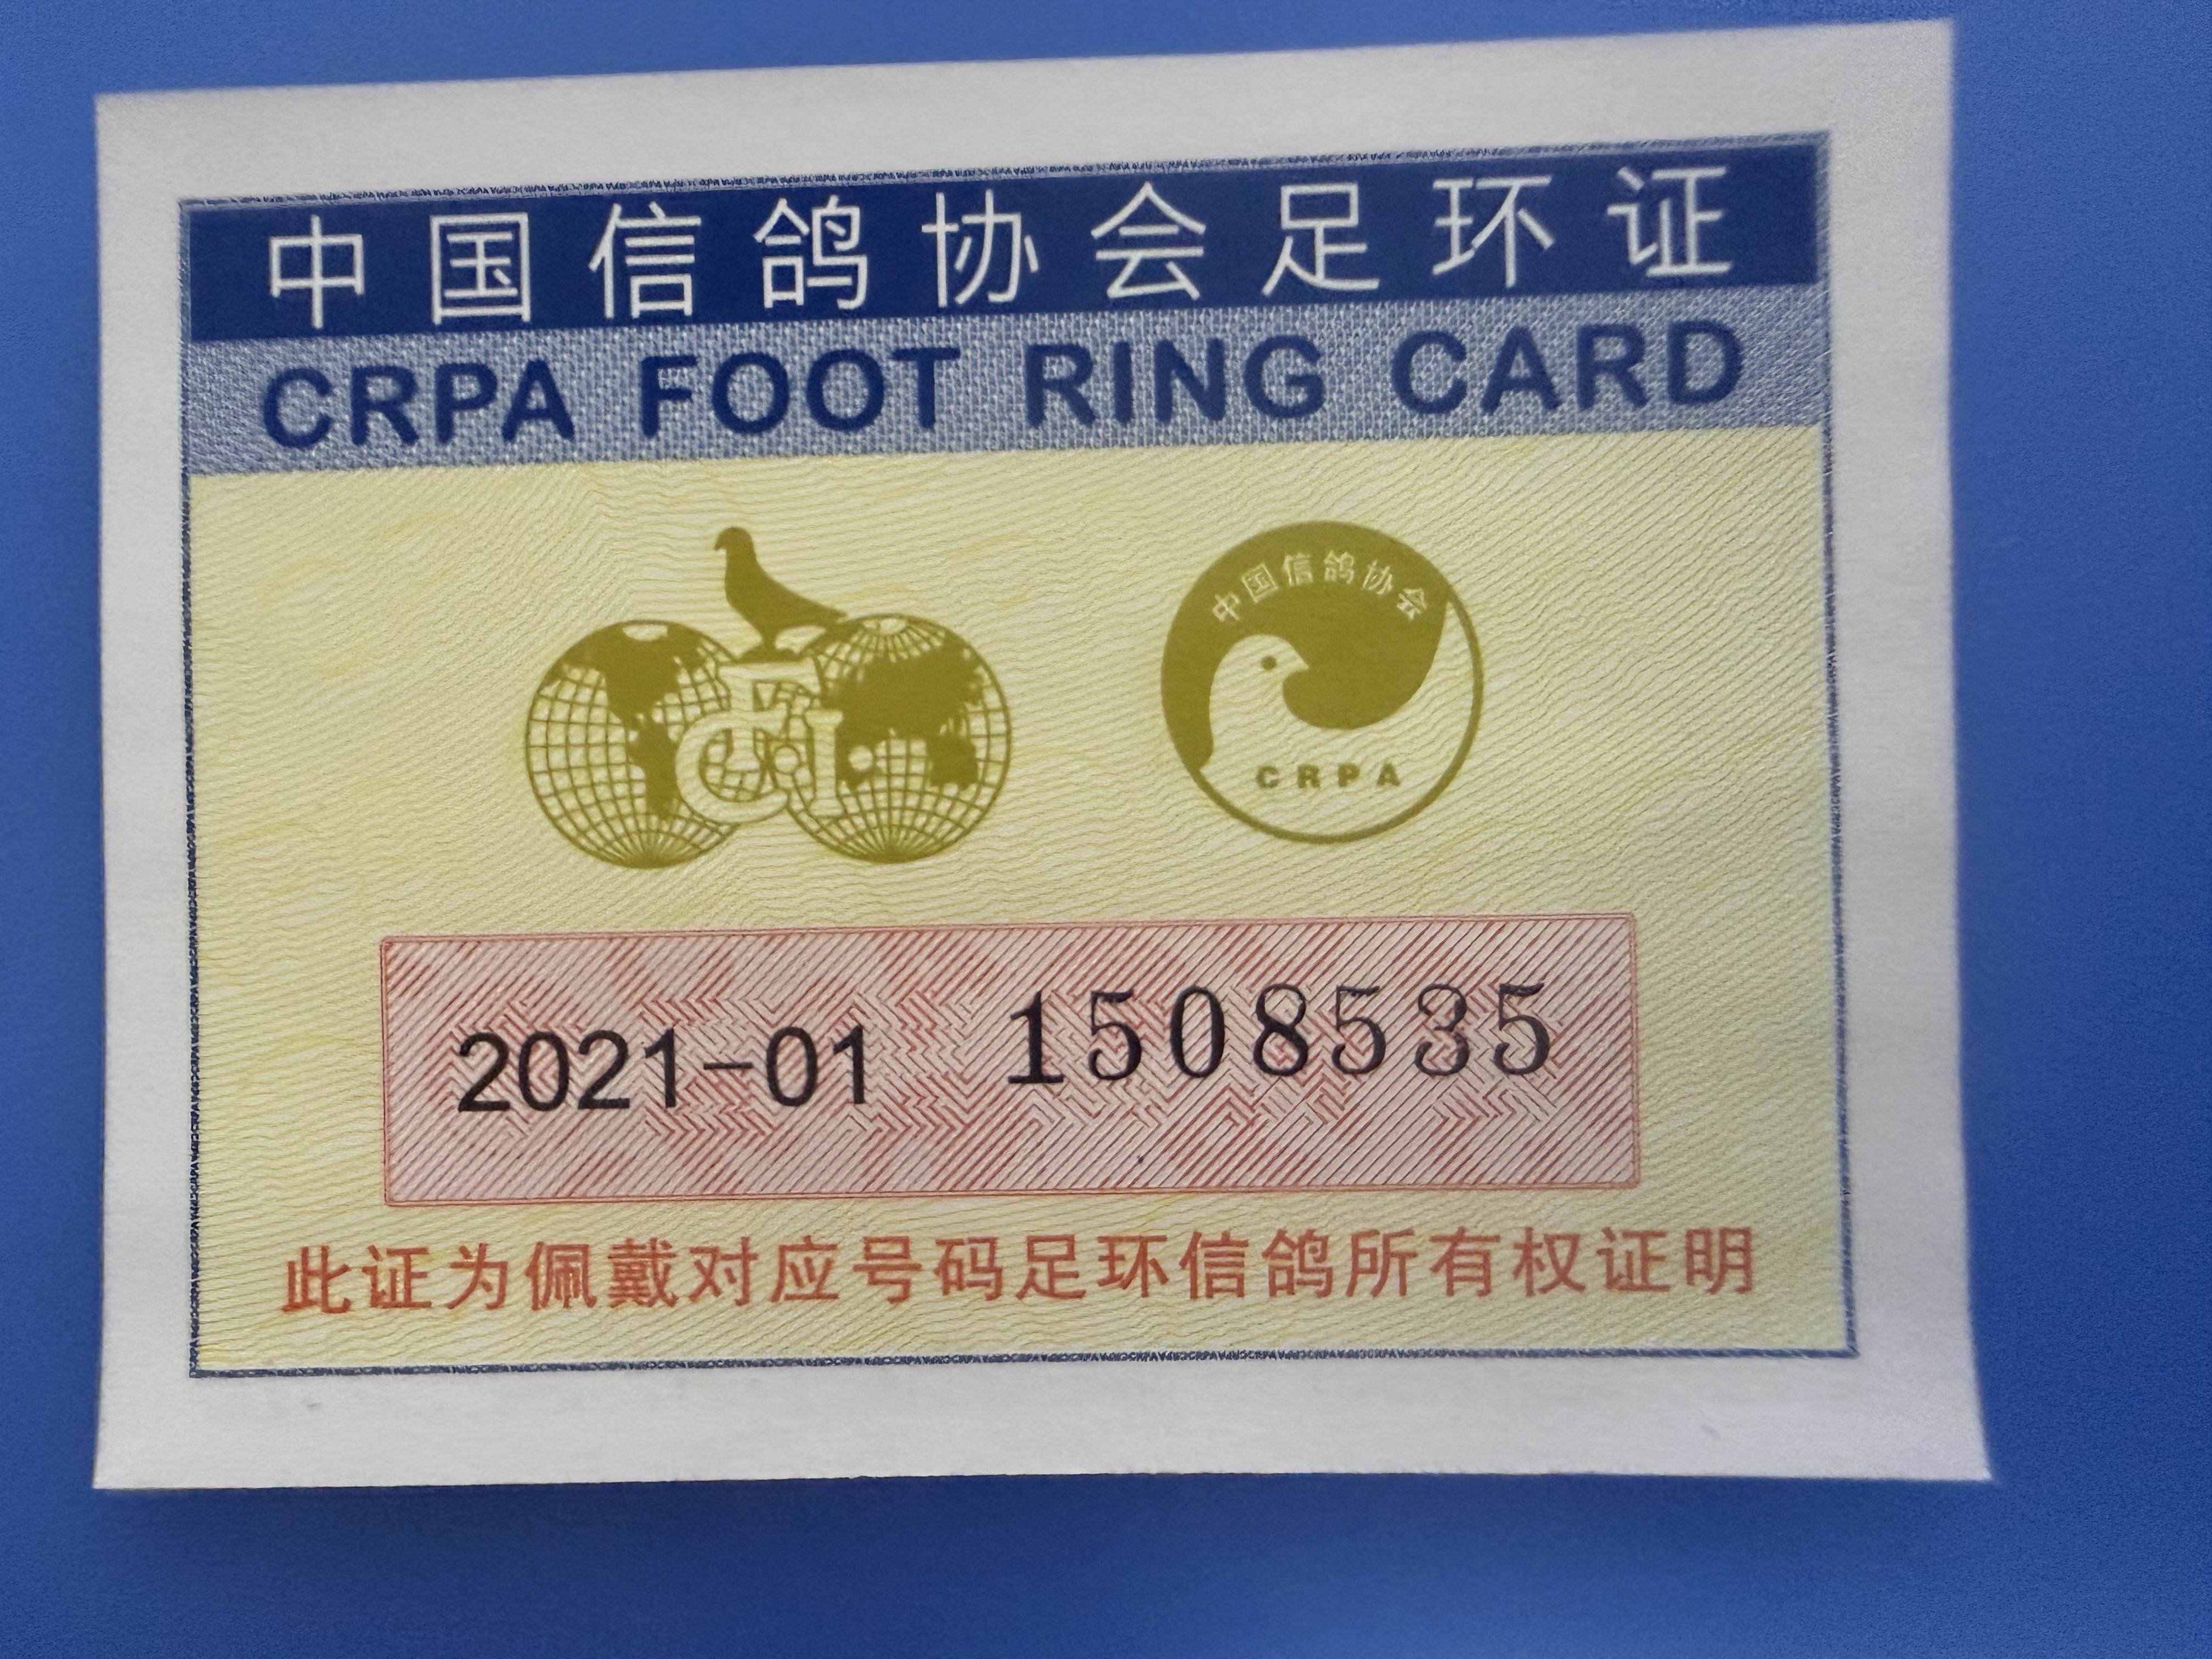 中国信鸽协会足环证
CRPA FOOT RING CARD
FCI
中国信鸽协会
CRPA
2021-01 1508535
此证为佩戴对应号码足环信鸽所有权证明